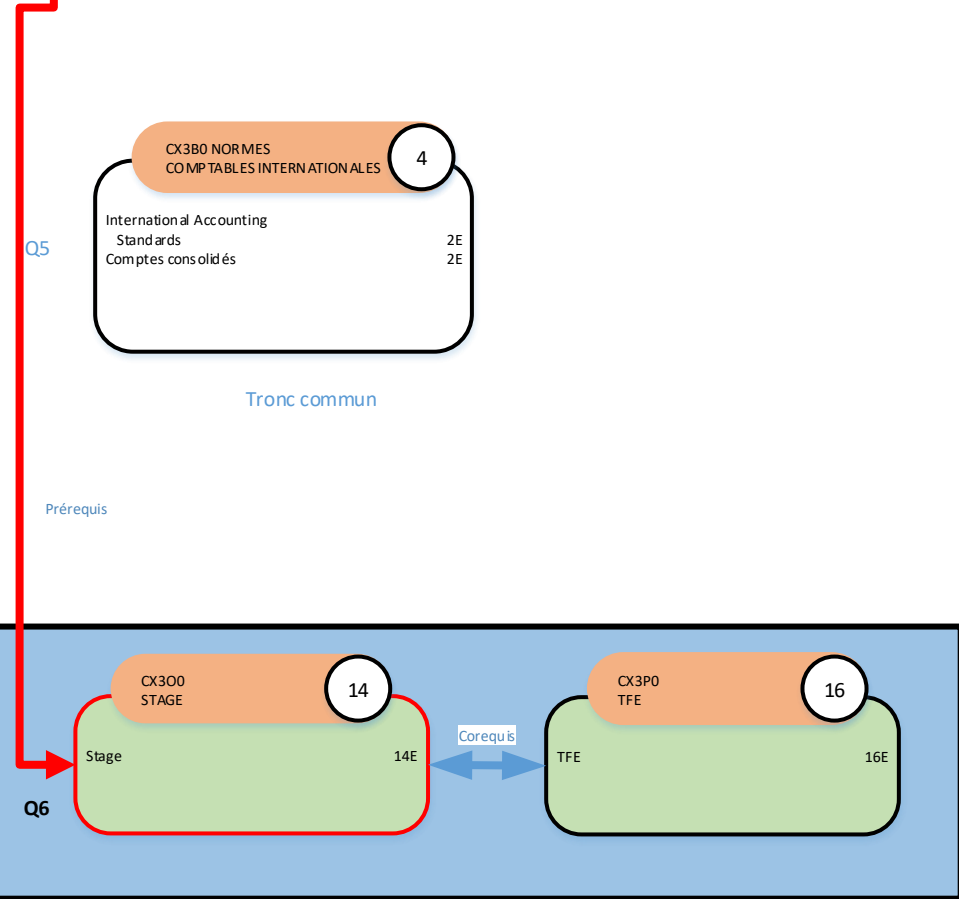 CX3B0 NORMES
COMPTABLES INTERNATIONALES
4
International Accounting
Standards 2E
Comptes consolidés 2E
Q5
Tronc commun
Prérequis
CX3O0
STAGE
14
Stage 14E
Corequis
CX3P0
TFE
16
TFE 16E
Q6